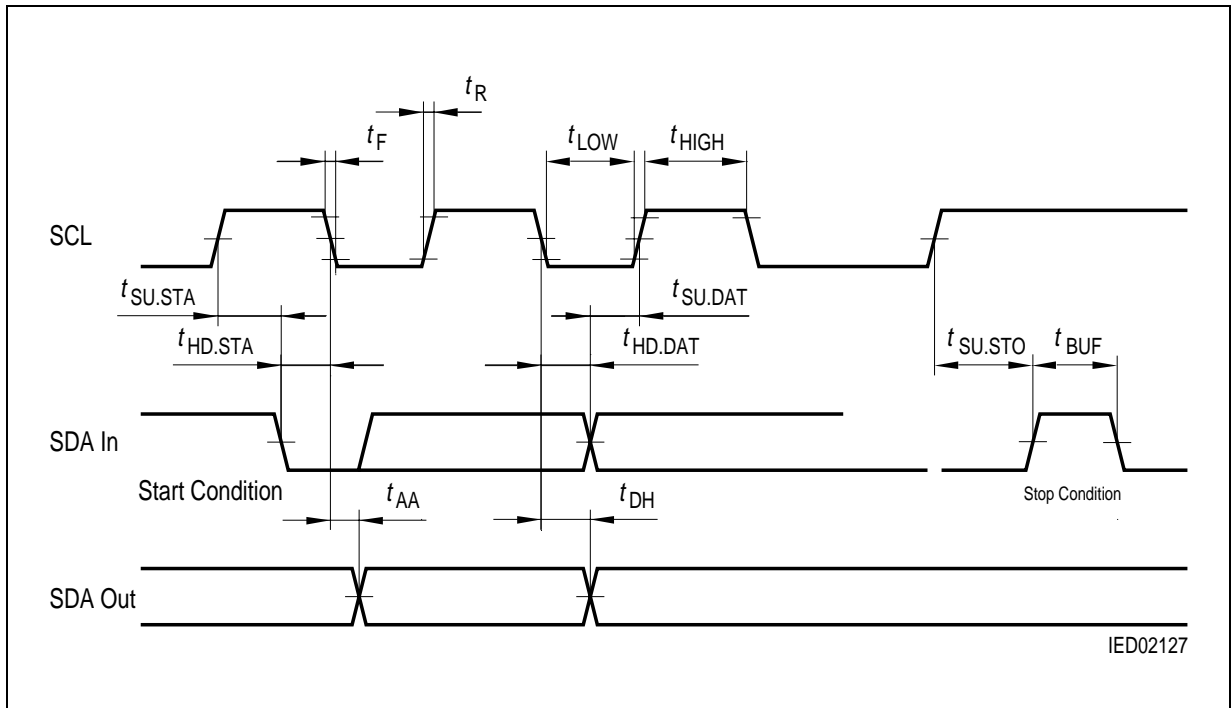 tR
tF
tLOW
tHIGH
SCL
tSU.STA
tSU.DAT
tHD.STA
tHD.DAT
tSU.STO
tBUF
SDA In
Start Condition
tAA
tDH
Stop Condition
SDA Out
IED02127